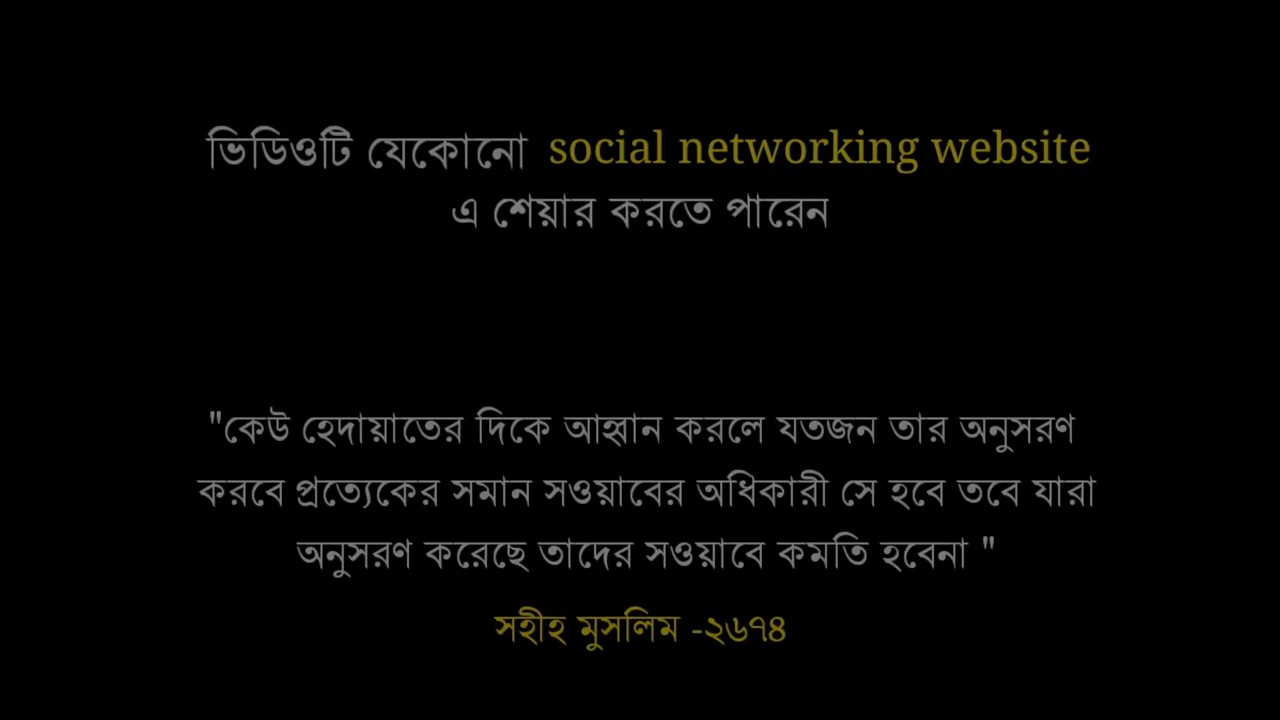 ভিডিওটি যেকোনো social networking website
এ শেয়ার করতে পারেন
"কেউ হেদায়াতের দিকে আহ্বান করলে যতজন তার অনুসরণ
করবে প্রত্যেকের সমান সওয়াবের অধিকারী সে হবে তবে যারা
অনুসরণ করেছে তাদের সওয়াবে কমতি হবেনা "
সহীহ মুসলিম -২৬৭৪